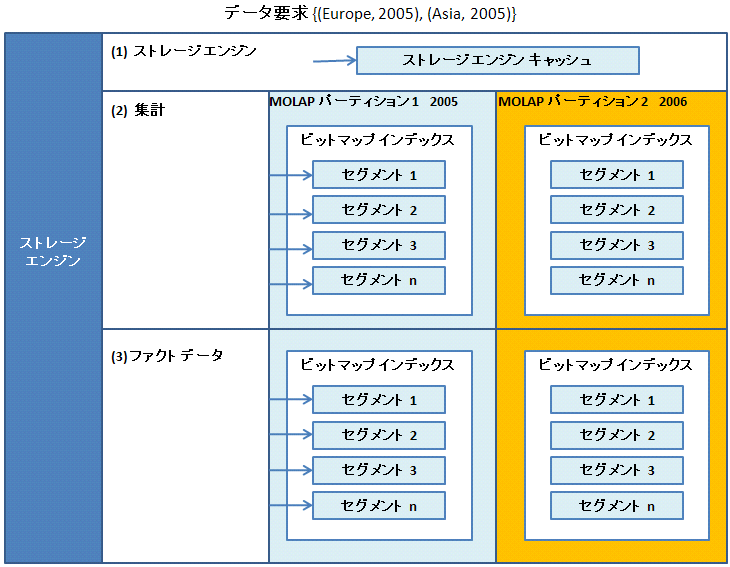 データ要求 {(Europe, 2005), (Asia, 2005)}
ストレージ
エンジン
(1) ストレージ エンジン
ストレージ エンジン キャッシュ
(2) 集計
MOLAP パーティション 1 2005
ビットマップ インデックス
セグメント 1
セグメント 2
セグメント 3
セグメント n
MOLAP パーティション 2 2006
ビットマップ インデックス
セグメント 1
セグメント 2
セグメント 3
セグメント n
(3) ファクト データ
ビットマップ インデックス
セグメント 1
セグメント 2
セグメント 3
セグメント n
ビットマップ インデックス
セグメント 1
セグメント 2
セグメント 3
セグメント n